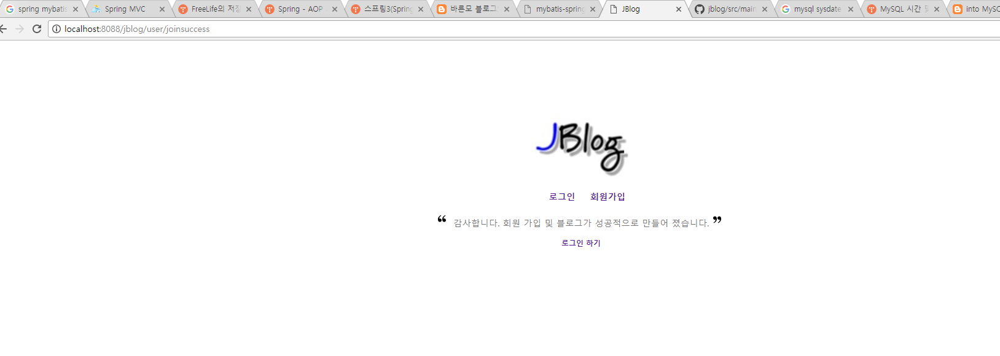 spring mybatis
Spring MVC
FreeLife의 저장
Spring - AOP
스프링3(Spring
바른모 블로그
mybatis-spring
JBlog
jblog/src/main
mysql sysdate
MySQL 시간 및
into MySQ
localhost:8088/jblog/user/joinsuccess
JBlog
로그인 회원가입
“ 감사합니다. 회원 가입 및 블로그가 성공적으로 만들어 졌습니다. ”
로그인 하기